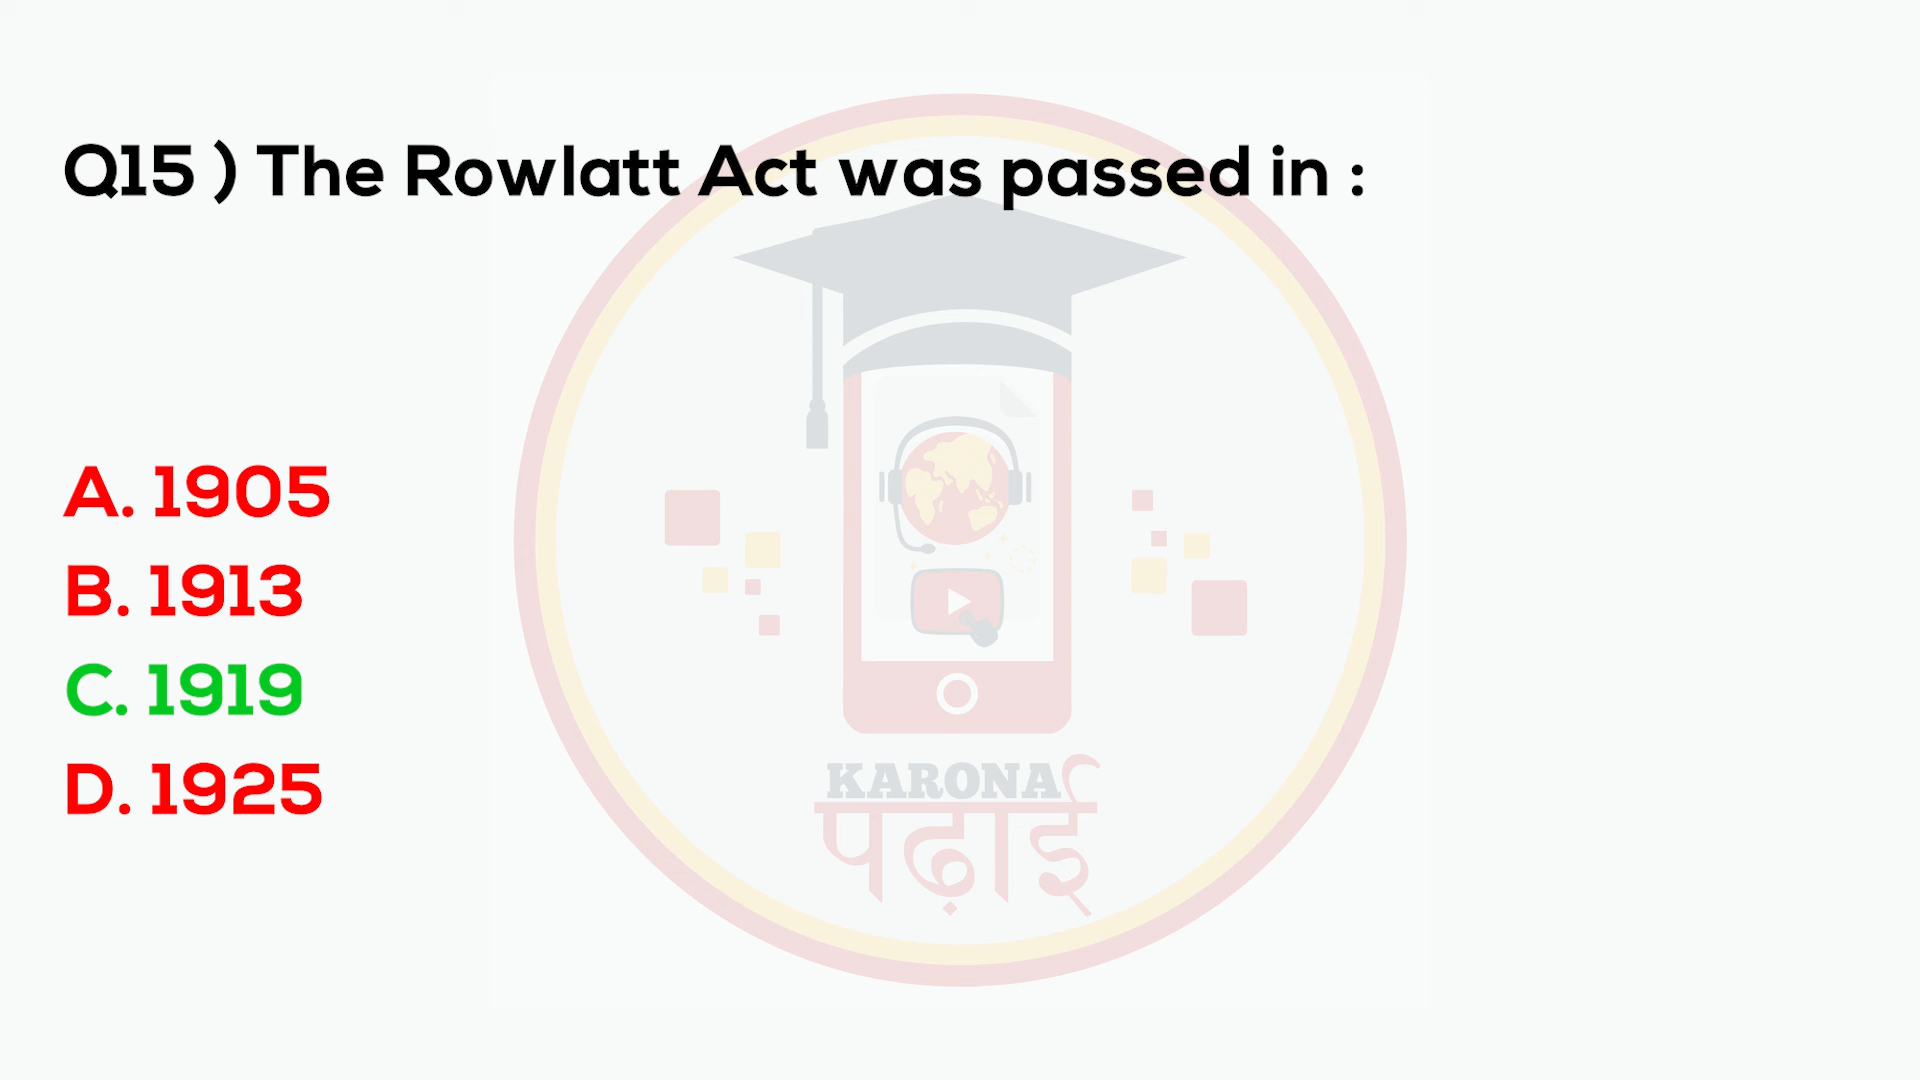 Q15 ) The Rowlatt Act was passed in :
A. 1905
B. 1913
C. 1919
D. 1925
KARONA
पढ़ाई